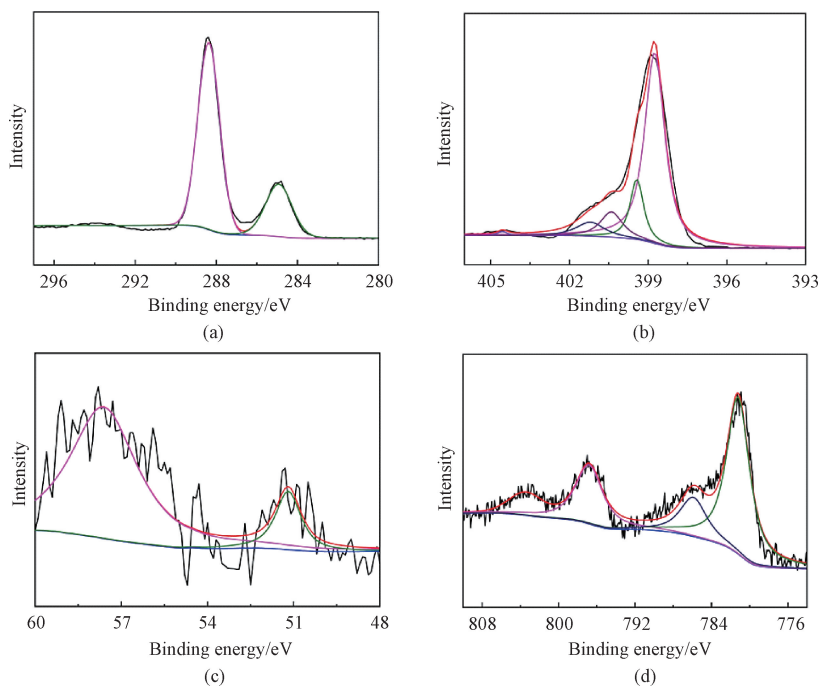 Intensity
296 292 288 284 280
Binding energy/eV
(a)
Intensity
405 402 399 396 393
Binding energy/eV
(b)
Intensity
60 57 54 51 48
Binding energy/eV
(c)
Intensity
808 800 792 784 776
Binding energy/eV
(d)